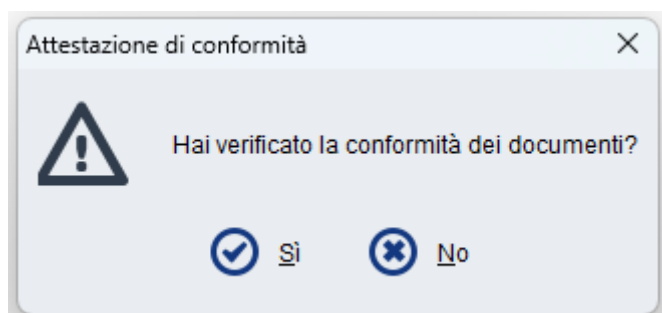 Attestazione di conformità
Hai verificato la conformità dei documenti?
Sì No